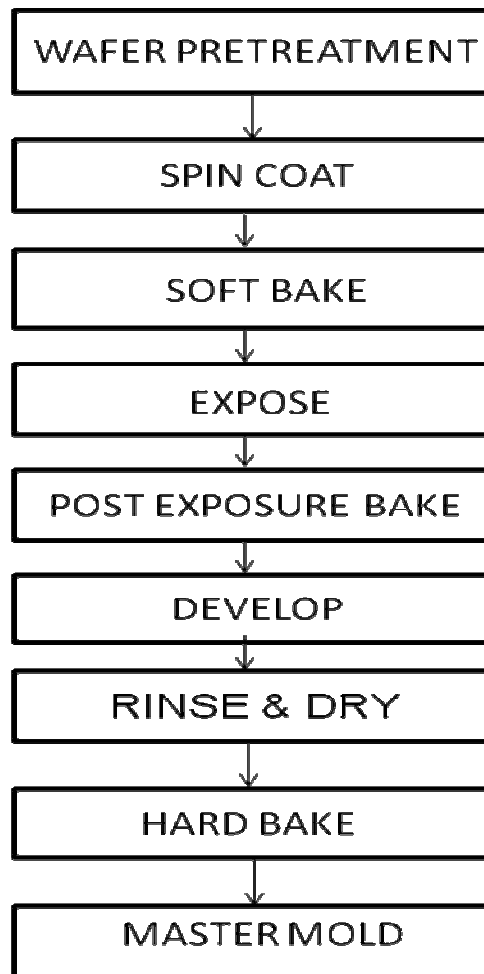 WAFER PRETREATMENT
SPIN COAT
SOFT BAKE
EXPOSE
POST EXPOSURE BAKE
DEVELOP
RINSE & DRY
HARD BAKE
MASTER MOLD